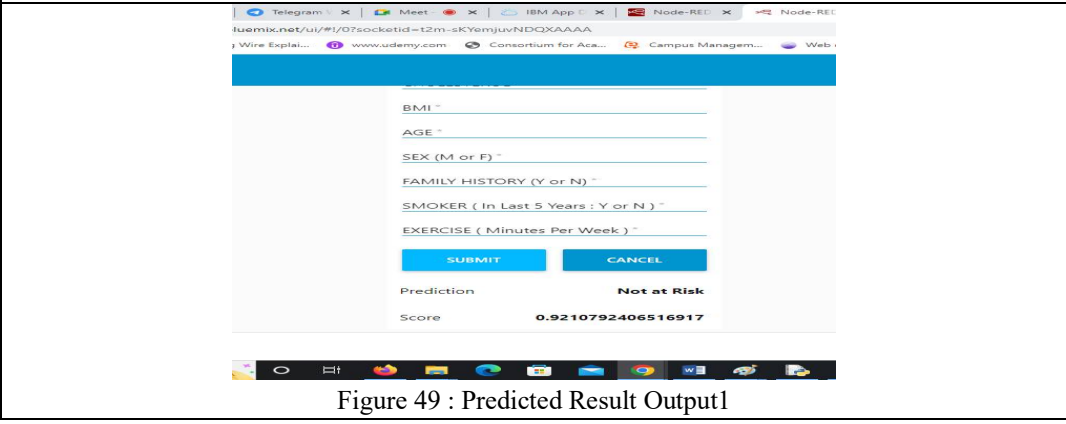 Telegram X Meet - X IBM App D X Node-RED X Node-RED
luemix.net/ui/#!/0?socketid=t2m-sKYemjuvNDQXAAAA
Wire Explai... www.udemy.com Consortium for Aca... Campus Managem... Web
BMI *
AGE *
SEX (M or F) *
FAMILY HISTORY (Y or N) *
SMOKER ( In Last 5 Years : Y or N ) *
EXERCISE ( Minutes Per Week ) *
SUBMIT CANCEL
Prediction Not at Risk
Score 0.9210792406516917
Figure 49 : Predicted Result Output1